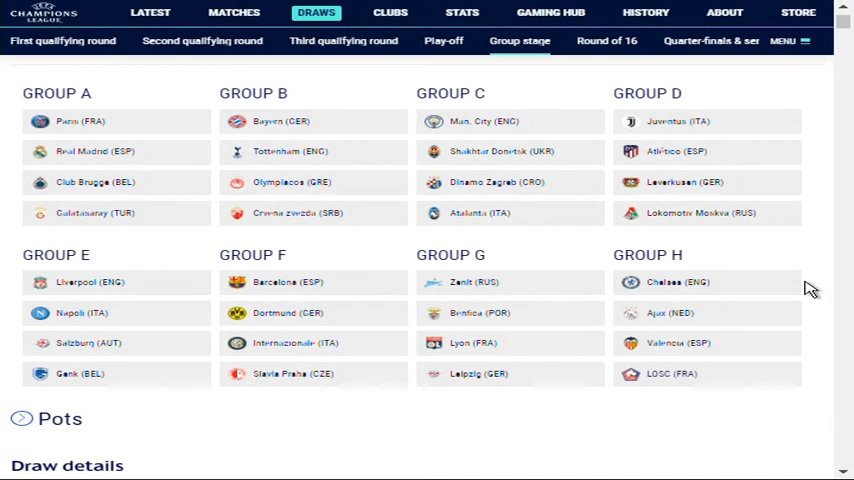 UEFA
CHAMPIONS
LEAGUE
LATEST MATCHES DRAWS CLUBS STATS GAMING HUB HISTORY ABOUT STORE
First qualifying round Second qualifying round Third qualifying round Play-off Group stage Round of 16 Quarter-finals & ser MENU
GROUP A GROUP B GROUP C GROUP D
Paris (FRA) Bayern (GER) Man. City (ENG) Juventus (ITA)
Real Madrid (ESP) Tottenham (ENG) Shakhtar Donetsk (UKR) Atlético (ESP)
Club Brugge (BEL) Olympiacos (GRE) Dinamo Zagreb (CRO) Leverkusen (GER)
Galatasaray (TUR) Crvena zvezda (SRB) Atalanta (ITA) Lokomotiv Moskva (RUS)
GROUP E GROUP F GROUP G GROUP H
Liverpool (ENG) Barcelona (ESP) Zenit (RUS) Chelsea (ENG)
Napoli (ITA) Dortmund (GER) Benfica (POR) Ajax (NED)
Salzburg (AUT) Internazionale (ITA) Lyon (FRA) Valencia (ESP)
Genk (BEL) Slavia Praha (CZE) Leipzig (GER) LOSC (FRA)
Pots
Draw details